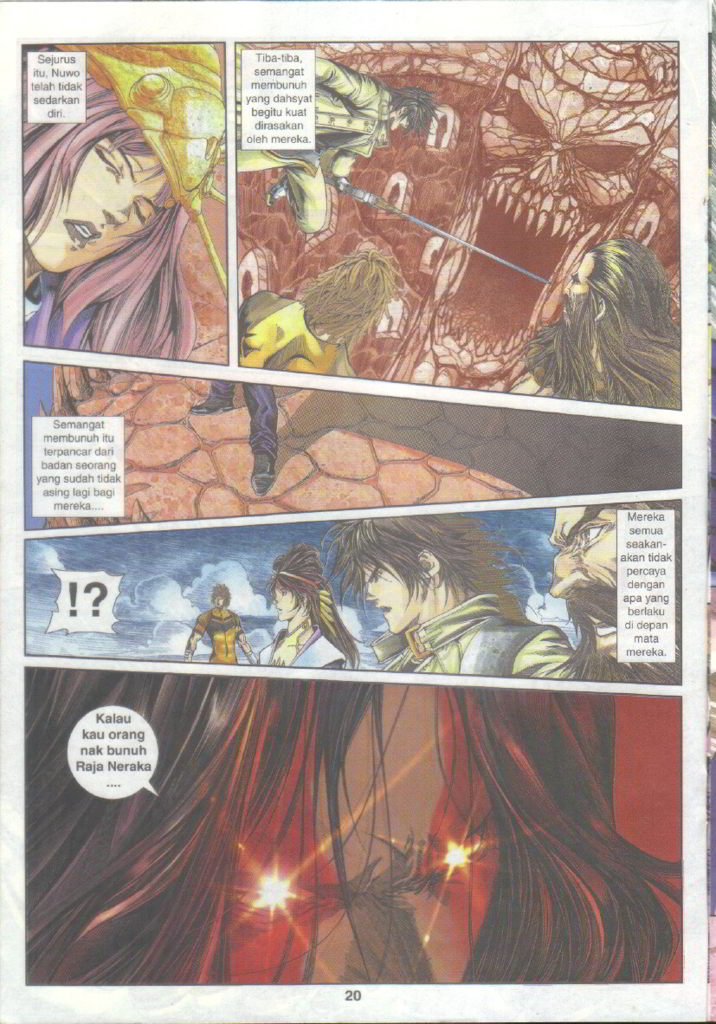 Sejurus
itu, Nuwo
telah tidak
sedarkan
diri.
Tiba-tiba,
semangat
membunuh
yang dahsyat
begitu kuat
dirasakan
oleh mereka.
Semangat
membunuh itu
terpancar dari
badan seorang
yang sudah tidak
asing lagi bagi
mereka....
!?
Mereka
semua
seakan-
akan tidak
percaya
dengan
apa yang
berlaku
di depan
mata
mereka.
Kalau
kau orang
nak bunuh
Raja Neraka
....
20